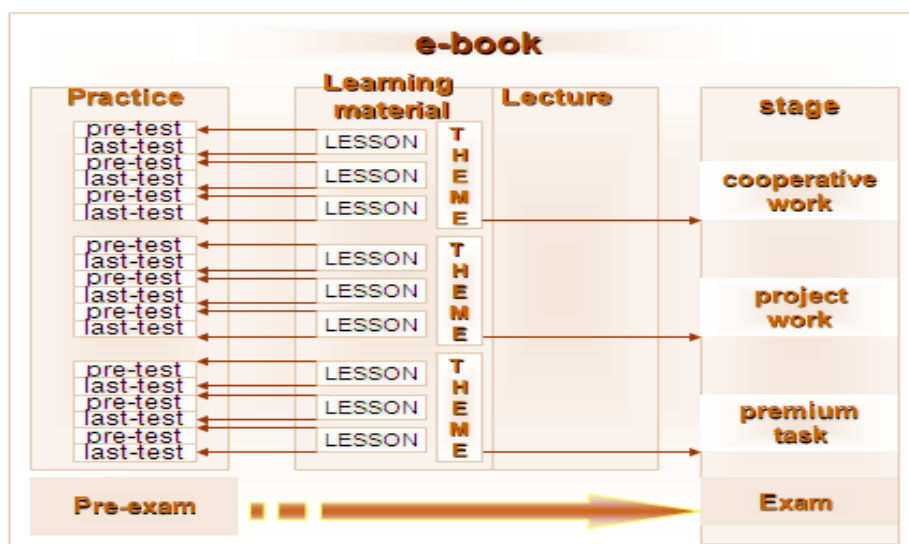 e-book
Practice
pre-test
last-test
pre-test
last-test
pre-test
last-test
pre-test
last-test
pre-test
last-test
pre-test
last-test
pre-test
last-test
pre-test
last-test
pre-test
last-test
Learning
material
LESSON
LESSON
LESSON
THEME
LESSON
LESSON
LESSON
THEME
LESSON
LESSON
LESSON
THEME
Lecture
stage
cooperative
work
project
work
premium
task
Pre-exam
Exam